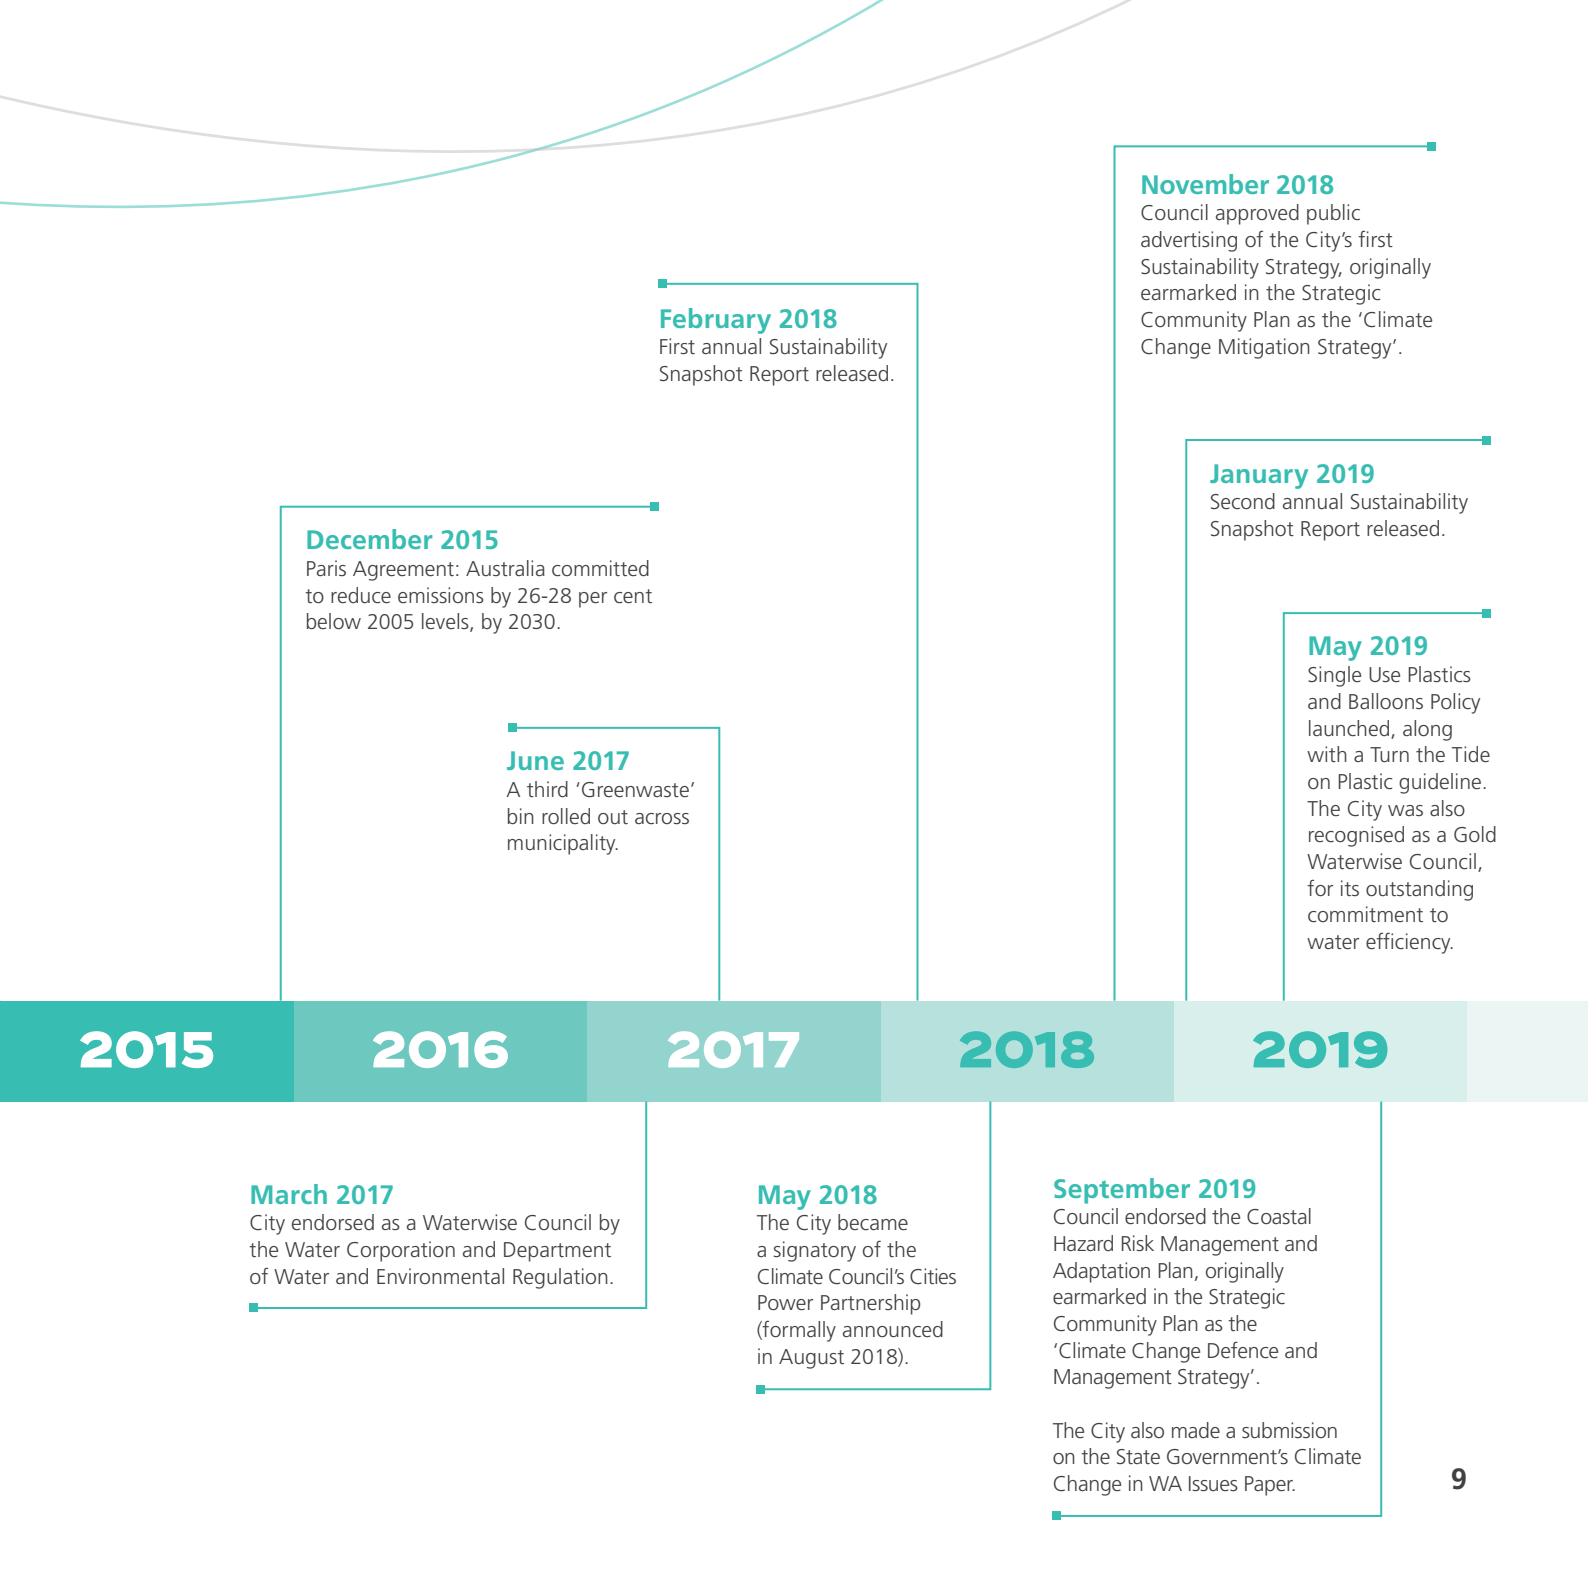 November 2018
Council approved public
advertising of the City’s first
Sustainability Strategy, originally
earmarked in the Strategic
Community Plan as the ‘Climate
Change Mitigation Strategy’.
February 2018
First annual Sustainability
Snapshot Report released.
January 2019
Second annual Sustainability
Snapshot Report released.
December 2015
Paris Agreement: Australia committed
to reduce emissions by 26-28 per cent
below 2005 levels, by 2030.
May 2019
Single Use Plastics
and Balloons Policy
launched, along
with a Turn the Tide
on Plastic guideline.
The City was also
recognised as a Gold
Waterwise Council,
for its outstanding
commitment to
water efficiency.
June 2017
A third ‘Greenwaste’
bin rolled out across
municipality.
2015
2016
2017
2018
2019
March 2017
City endorsed as a Waterwise Council by
the Water Corporation and Department
of Water and Environmental Regulation.
May 2018
The City became
a signatory of the
Climate Council’s Cities
Power Partnership
(formally announced
in August 2018).
September 2019
Council endorsed the Coastal
Hazard Risk Management and
Adaptation Plan, originally
earmarked in the Strategic
Community Plan as the
‘Climate Change Defence and
Management Strategy’.
The City also made a submission
on the State Government’s Climate
Change in WA Issues Paper.
9